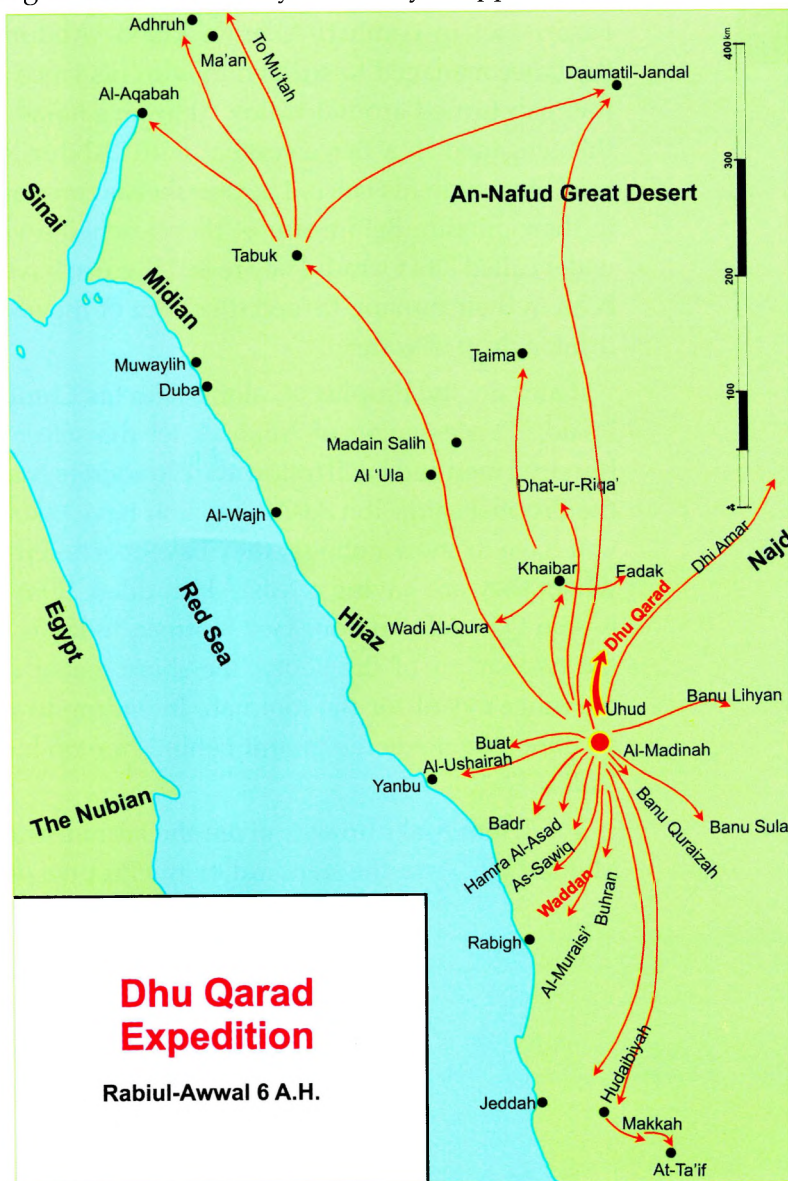 Adhruh
Ma'an
To Mu'tah
Al-Aqabah
Daumatil-Jandal
400 km
Sinai
300
An-Nafud Great Desert
Tabuk
Midian
200
Muwaylih
Duba
Taima
100
Madain Salih
Al 'Ula
Dhat-ur-Riqa'
Al-Wajh
Dhi Amar
Najd
Khaibar
Fadak
Egypt
Red Sea
Hijaz
Wadi Al-Qura
Dhu Qarad
Uhud
Banu Lihyan
Buat
Al-Madinah
Al-Ushairah
Yanbu
The Nubian
Badr
Hamra Al-Asad
As-Sawiq
Banu Quraizah
Banu Sula
Waddan
Buhran
Rabigh
Al-Muraisi'
Dhu Qarad
Expedition
Rabiul-Awwal 6 A.H.
Hudaibiyah
Jeddah
Makkah
At-Ta'if